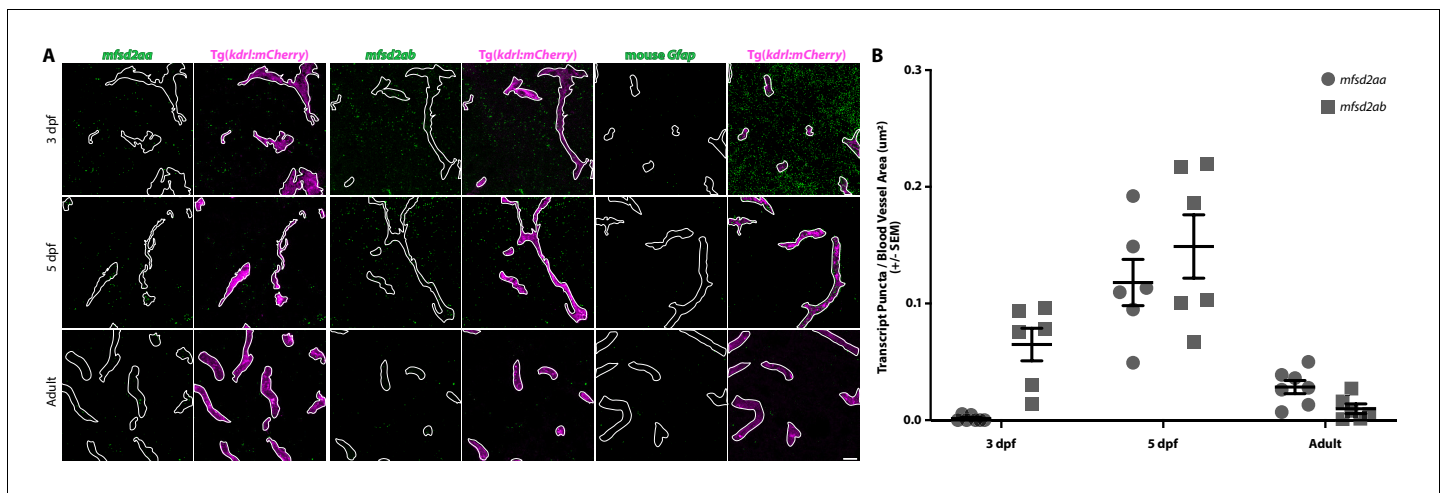 A
mfsd2aa Tg(kdrl:mCherry) mfsd2ab Tg(kdrl:mCherry) mouse Gfap Tg(kdrl:mCherry)
3 dpf
5 dpf
Adult
B
Transcript Puncta / Blood Vessel Area (um²)
(+/- SEM)
0.3
0.2
0.1
0.0
mfsd2aa
mfsd2ab
3 dpf 5 dpf Adult